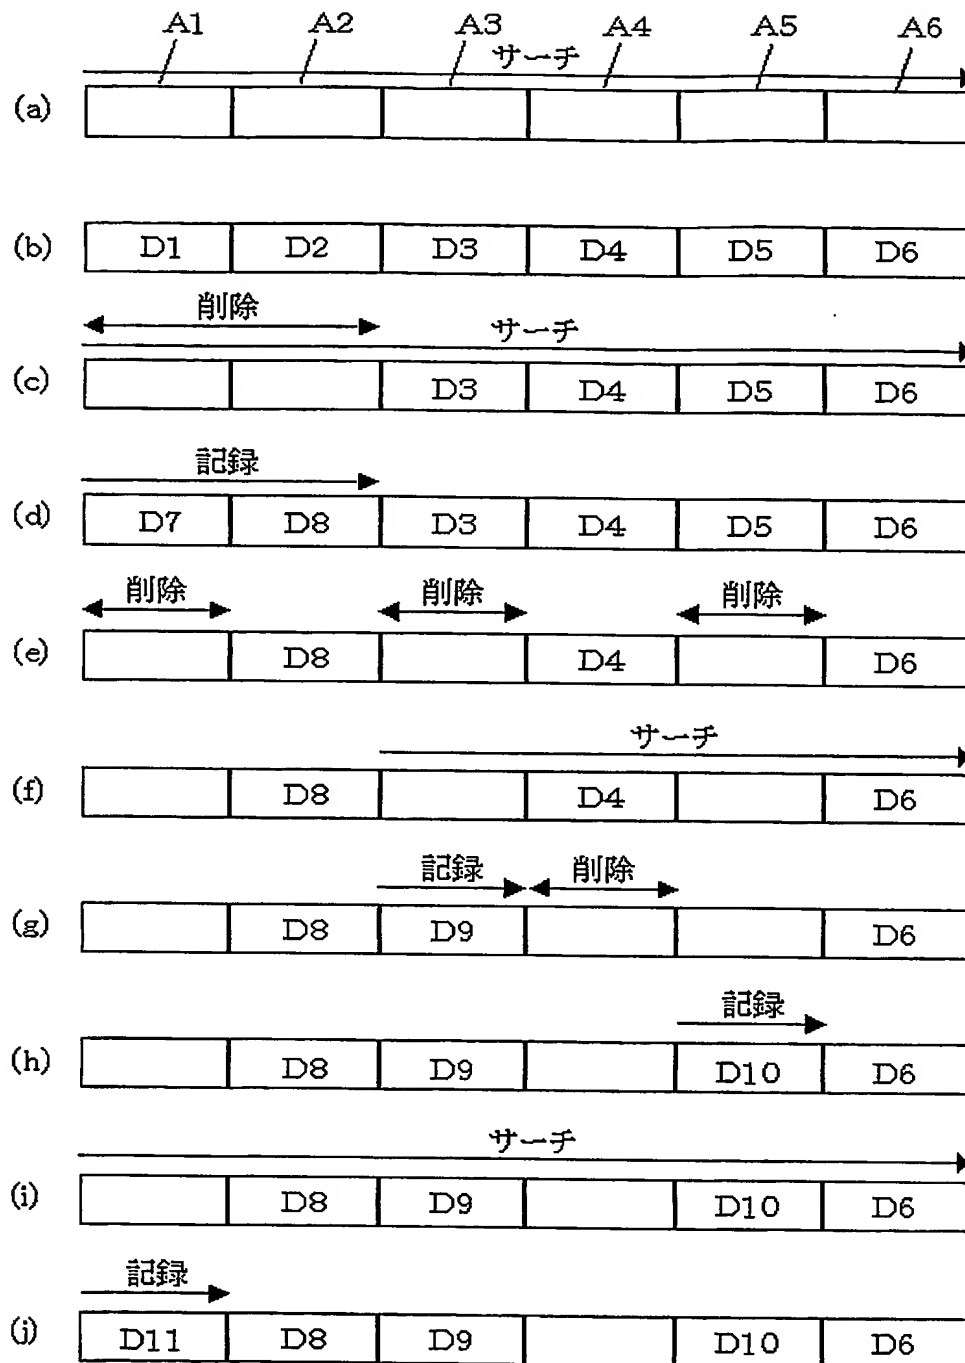 A1 A2 A3 A4 A5 A6
サーチ
(a)
(b) D1 D2 D3 D4 D5 D6
削除 サーチ
(c) D3 D4 D5 D6
記録
(d) D7 D8 D3 D4 D5 D6
削除 削除 削除
(e) D8 D4 D6
サーチ
(f) D8 D4 D6
記録 削除
(g) D8 D9 D6
記録
(h) D8 D9 D10 D6
サーチ
(i) D8 D9 D10 D6
記録
(j) D11 D8 D9 D10 D6